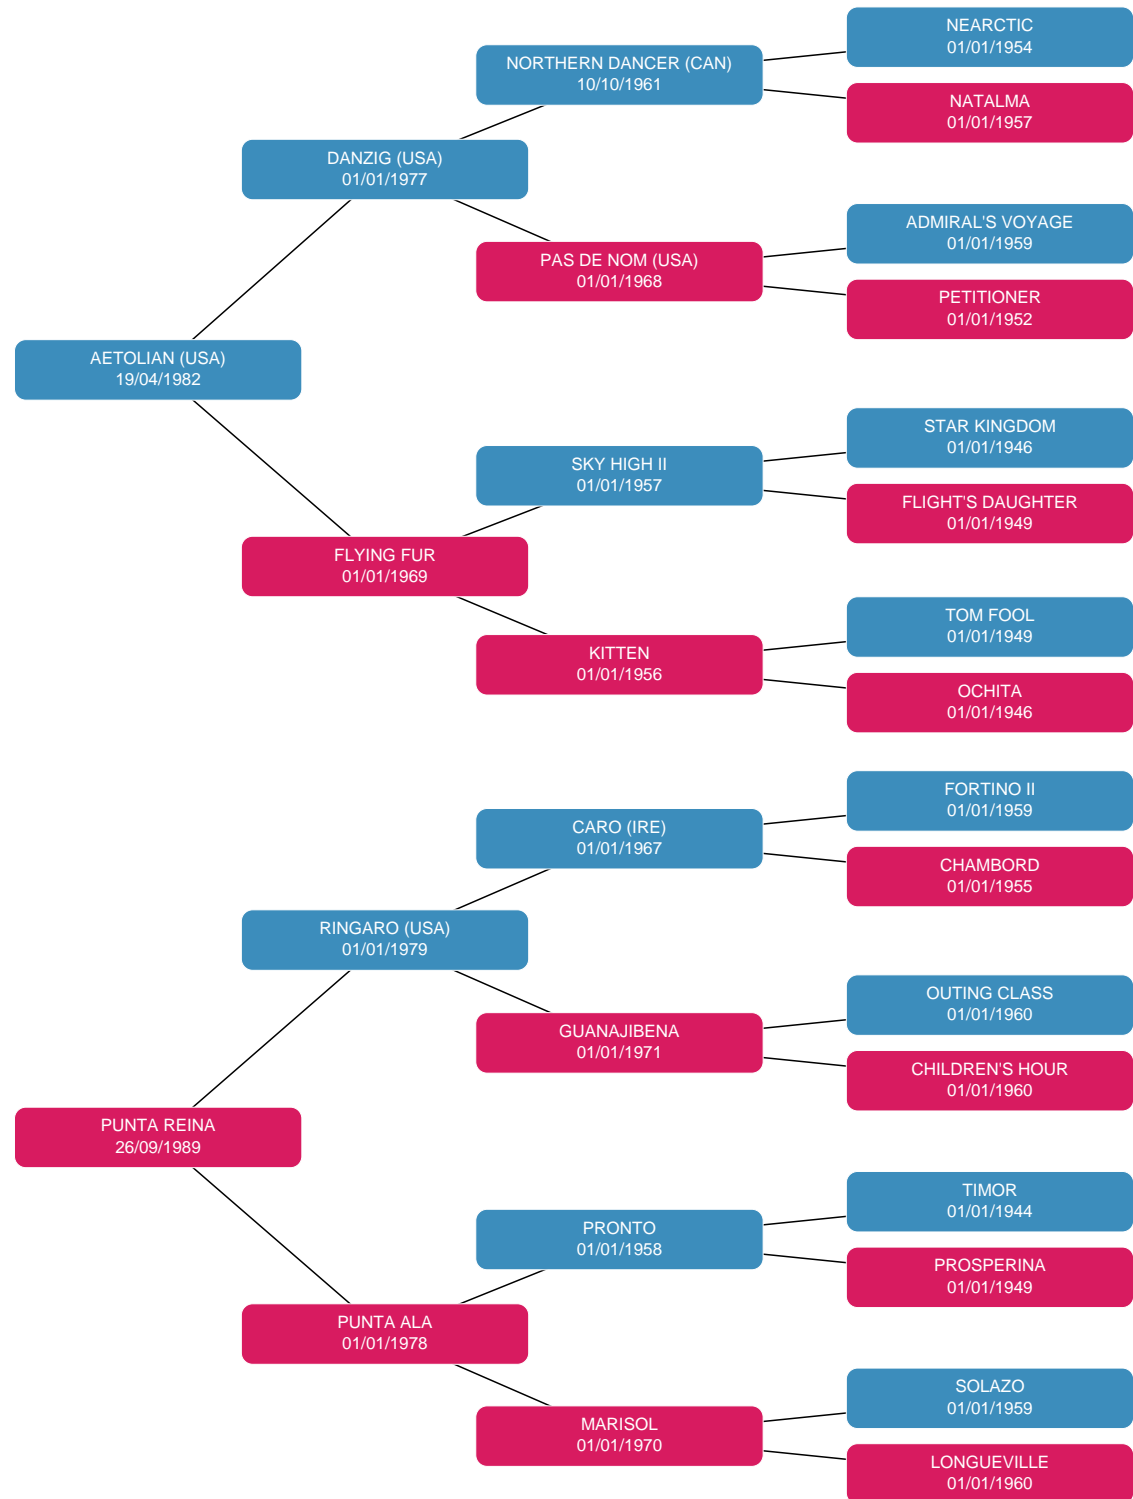 NEARCTIC
01/01/1954
NORTHERN DANCER (CAN)
10/10/1961
NATALMA
01/01/1957
DANZIG (USA)
01/01/1977
ADMIRAL'S VOYAGE
01/01/1959
PAS DE NOM (USA)
01/01/1968
PETITIONER
01/01/1952
AETOLIAN (USA)
19/04/1982
STAR KINGDOM
01/01/1946
SKY HIGH II
01/01/1957
FLIGHT'S DAUGHTER
01/01/1949
FLYING FUR
01/01/1969
TOM FOOL
01/01/1949
KITTEN
01/01/1956
OCHITA
01/01/1946
FORTINO II
01/01/1959
CARO (IRE)
01/01/1967
CHAMBORD
01/01/1955
RINGARO (USA)
01/01/1979
OUTING CLASS
01/01/1960
GUANAJIBENA
01/01/1971
CHILDREN'S HOUR
01/01/1960
PUNTA REINA
26/09/1989
TIMOR
01/01/1944
PRONTO
01/01/1958
PROSPERINA
01/01/1949
PUNTA ALA
01/01/1978
SOLAZO
01/01/1959
MARISOL
01/01/1970
LONGUEVILLE
01/01/1960